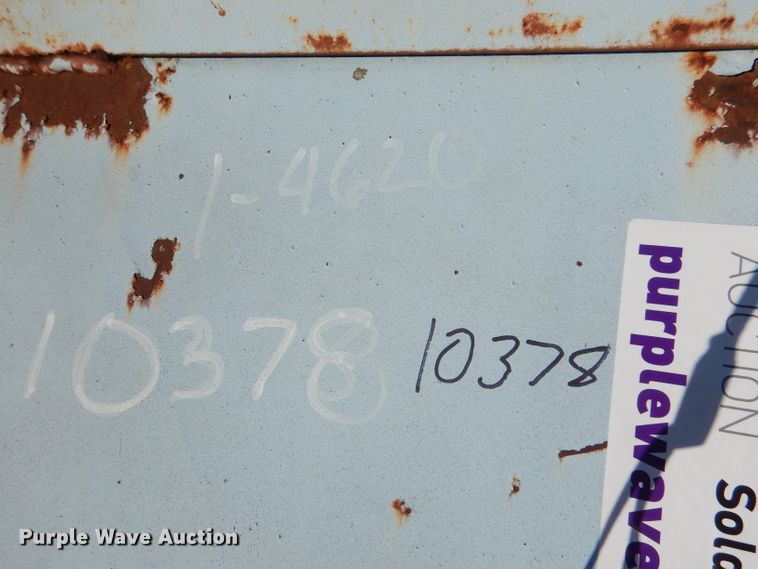 1-4620
10378 10378
purplewave
AUCTION
Sold
Purple Wave Auction